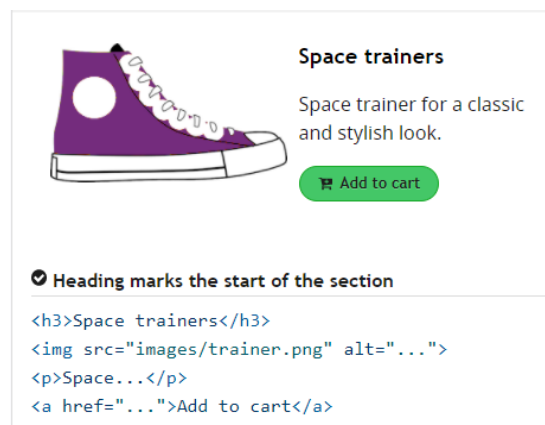 Space trainers
Space trainer for a classic
and stylish look.
Add to cart
Heading marks the start of the section
<h3>Space trainers</h3>
<img src="images/trainer.png" alt="...">
<p>Space...</p>
<a href="...">Add to cart</a>